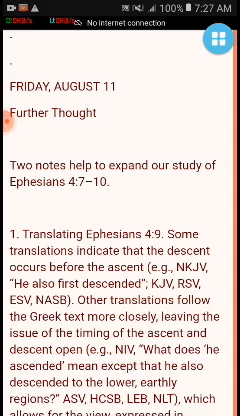 0:0KB/s U:0KB/s No internet connection 100% 7:27 AM
FRIDAY, AUGUST 11
Further Thought
Two notes help to expand our study of
Ephesians 4:7–10.
1. Translating Ephesians 4:9. Some
translations indicate that the descent
occurs before the ascent (e.g., NKJV,
“He also first descended”; KJV, RSV,
ESV, NASB). Other translations follow
the Greek text more closely, leaving the
issue of the timing of the ascent and
descent open (e.g., NIV, “What does ‘he
ascended’ mean except that he also
descended to the lower, earthly
regions?” ASV, HCSB, LEB, NLT), which
allows for the view, expressed in